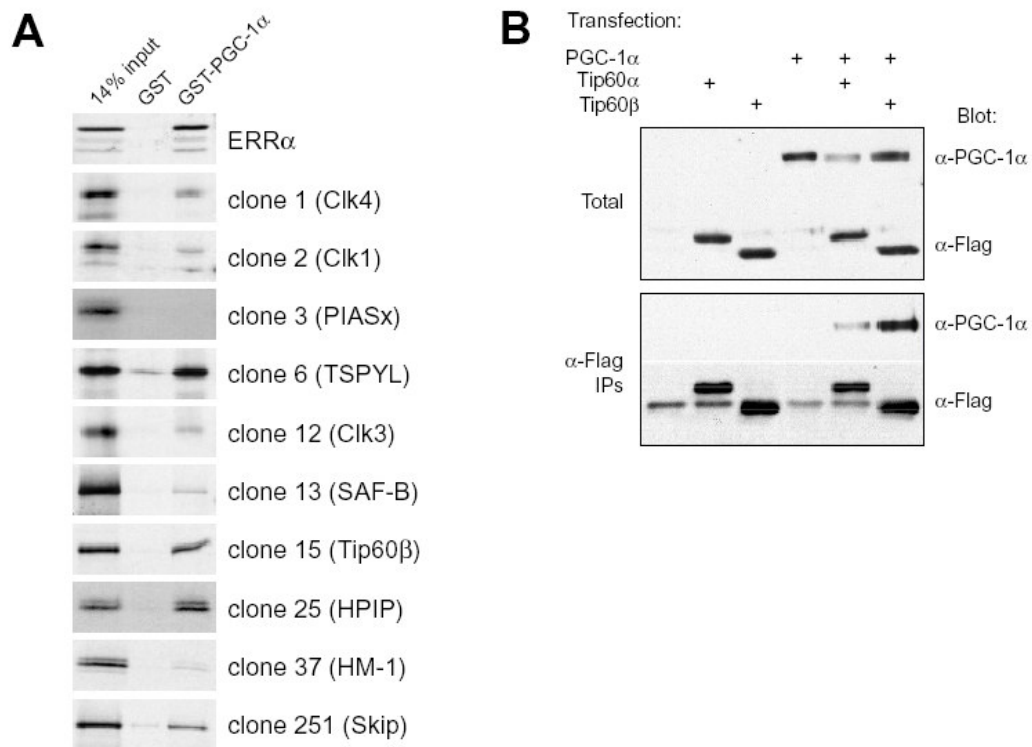 A
14% input
GST
GST-PGC-1α
ERRα
clone 1 (Clk4)
clone 2 (Clk1)
clone 3 (PIASx)
clone 6 (TSPYL)
clone 12 (Clk3)
clone 13 (SAF-B)
clone 15 (Tip60β)
clone 25 (HPIP)
clone 37 (HM-1)
clone 251 (Skip)
B
Transfection:
PGC-1α + + +
Tip60α + +
Tip60β + +
Blot:
Total
α-PGC-1α
α-Flag
α-Flag
IPs
α-PGC-1α
α-Flag